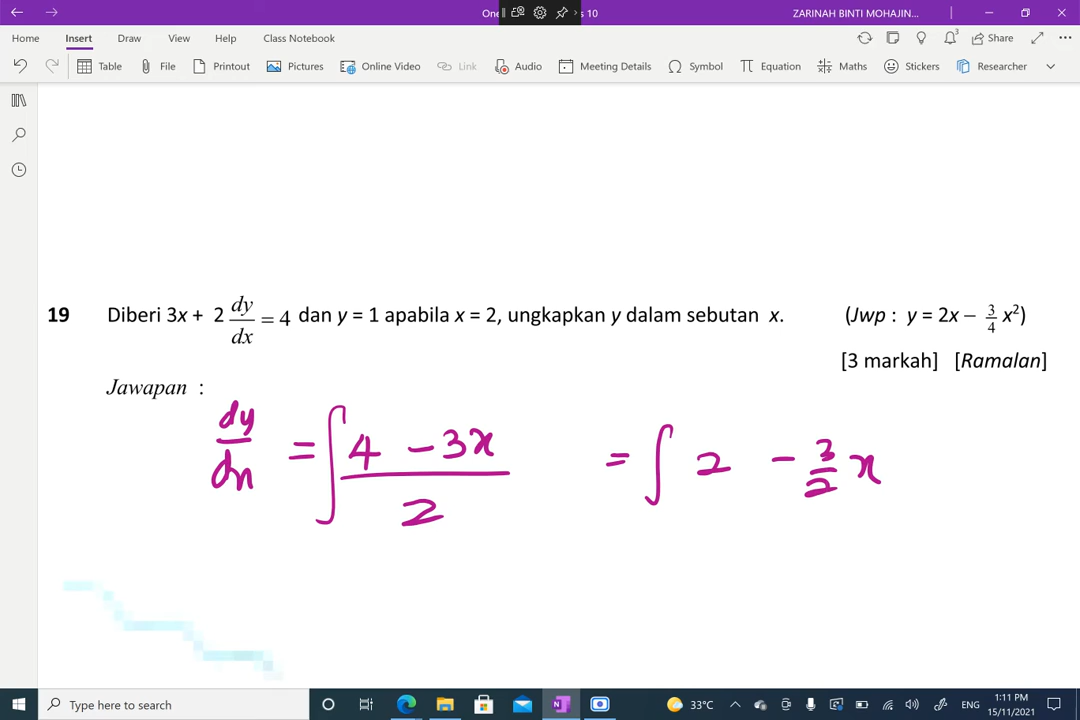 One s 10 ZARINAH BINTI MOHAJIN...
Home Insert Draw View Help Class Notebook Share
Table File Printout Pictures Online Video Link Audio Meeting Details Symbol Equation Maths Stickers Researcher
19 Diberi 3x + 2 dy/dx = 4 dan y = 1 apabila x = 2, ungkapkan y dalam sebutan x. (Jwp : y = 2x − 3/4 x²)
[3 markah] [Ramalan]
Jawapan :
dy/dx = ∫ (4 − 3x)/2 = ∫ 2 − 3/2 x
Type here to search 33°C ENG 1:11 PM
15/11/2021